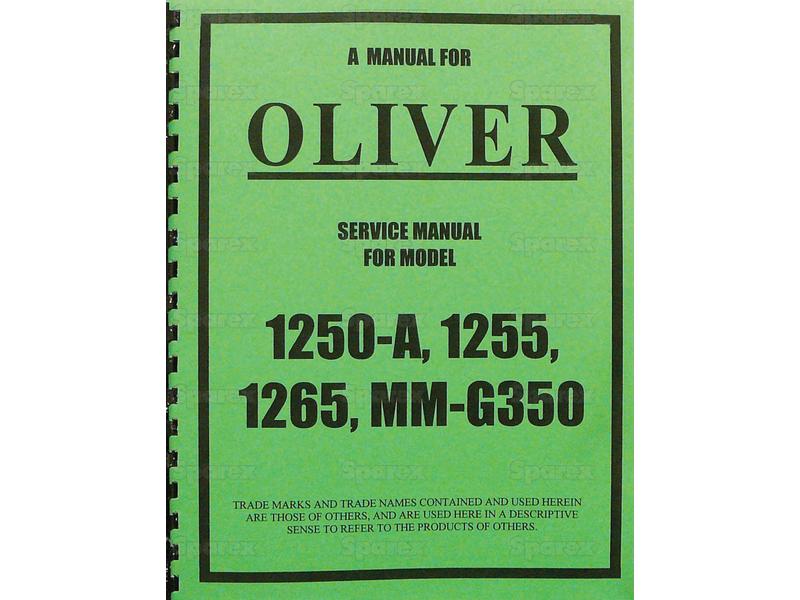 A MANUAL FOR
OLIVER
SERVICE MANUAL
FOR MODEL
1250-A, 1255,
1265, MM-G350
TRADE MARKS AND TRADE NAMES CONTAINED AND USED HEREIN
ARE THOSE OF OTHERS, AND ARE USED HERE IN A DESCRIPTIVE
SENSE TO REFER TO THE PRODUCTS OF OTHERS.
Sparex